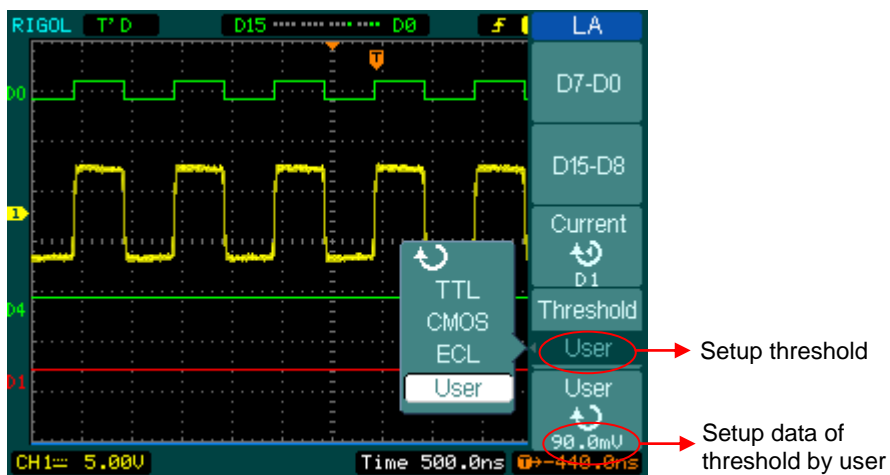 RIGOL T'D D15 D0 LA
T
D0
D7-D0
D15-D8
1
Current
D1
TTL
CMOS
ECL
User
D4
Threshold
User
Setup threshold
D1
User
90.0mV
Setup data of
threshold by user
CH1 5.00V Time 500.0ns T→-440.0ns